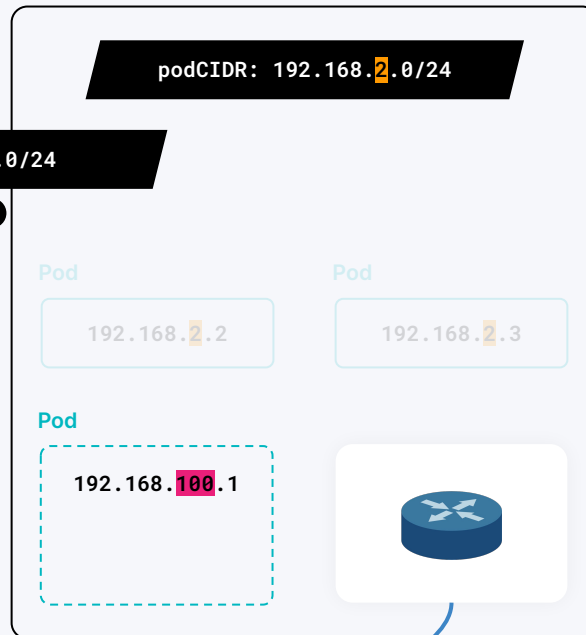 podCIDR: 192.168.2.0/24
.0/24
Pod
Pod
192.168.2.2
192.168.2.3
Pod
192.168.100.1